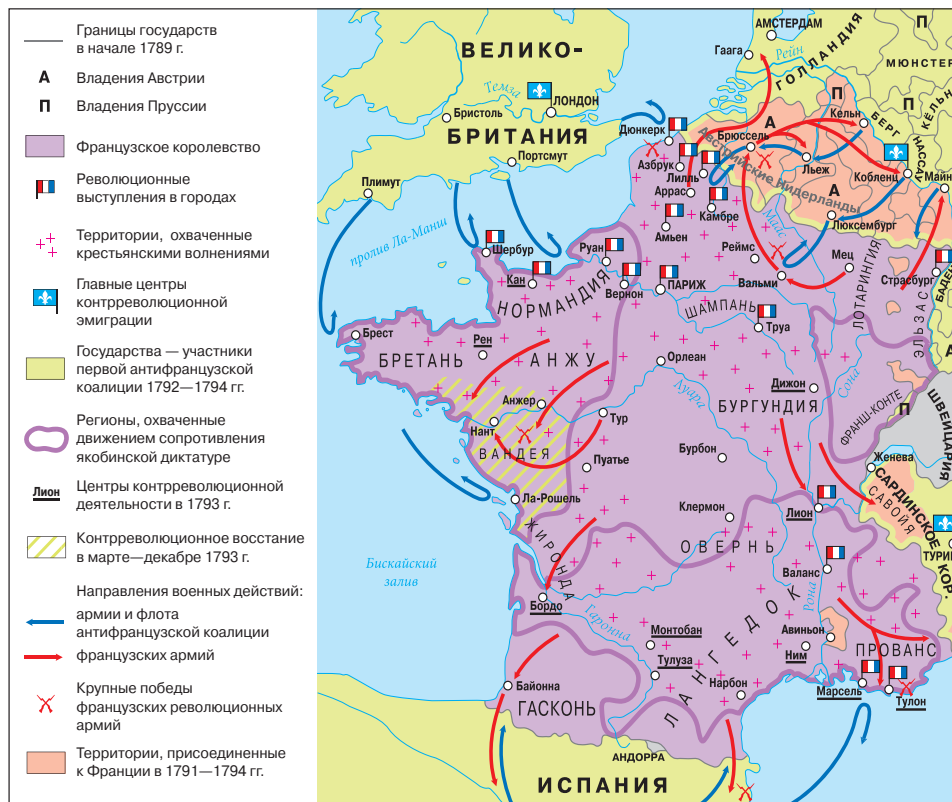 Границы государств
в начале 1789 г.
А
Владения Австрии
П
Владения Пруссии
Французское королевство
Революционные
выступления в городах
Территории, охваченные
крестьянскими волнениями
Главные центры
контрреволюционной
эмиграции
Государства — участники
первой антифранцузской
коалиции 1792—1794 гг.
Регионы, охваченные
движением сопротивления
якобинской диктатуре
Лион
Центры контрреволюционной
деятельности в 1793 г.
Контрреволюционное восстание
в марте—декабре 1793 г.
Направления военных действий:
армии и флота
антифранцузской коалиции
французских армий
Крупные победы
французских революционных
армий
Территории, присоединенные
к Франции в 1791—1794 гг.
АМСТЕРДАМ
П
ВЕЛИКО-
Гаага
Рейн
ГОЛЛАНДИЯ
МЮНСТЕР
Темза
ЛОНДОН
П
П
Бристоль
БРИТАНИЯ
Дюнкерк
А
Кельн
БЕРГ
КЁЛЬН
Брюссель
Портсмут
Азбрук
Льеж
НАССАУ
Лилль
Австрийские Нидерланды
Кобленц
Майн
Плимут
Аррас
А
Камбре
Люксембург
пролив Ла-Манш
Амьен
Маас
Шербур
Руан
Реймс
Мец
Кан
НОРМАНДИЯ
Вернон
ПАРИЖ
Вальми
ЛОТАРИНГИЯ
Страсбург
БАДЕН
ШАМПАНЬ
Труа
ЭЛЬЗАС
Брест
Рен
БРЕТАНЬ
АНЖУ
Орлеан
А
Луара
Дижон
Сона
Анжер
БУРГУНДИЯ
ФРАНШ-КОНТЕ
П
ШВЕЙЦАРИЯ
Нант
Тур
ВАНДЕЯ
Бурбон
Женева
Пуатье
Ла-Рошель
Клермон
Лион
САВОЙЯ
САРДИНСКОЕ КОР.
ТУРИН
ЖИРОНДА
ОВЕРНЬ
Бискайский
залив
Валанс
Рона
Бордо
Гаронна
Монтобан
Авиньон
ЛАНГЕДОК
Ним
ПРОВАНС
Тулуза
Байонна
Нарбон
Марсель
Тулон
ГАСКОНЬ
АНДОРРА
ИСПАНИЯ